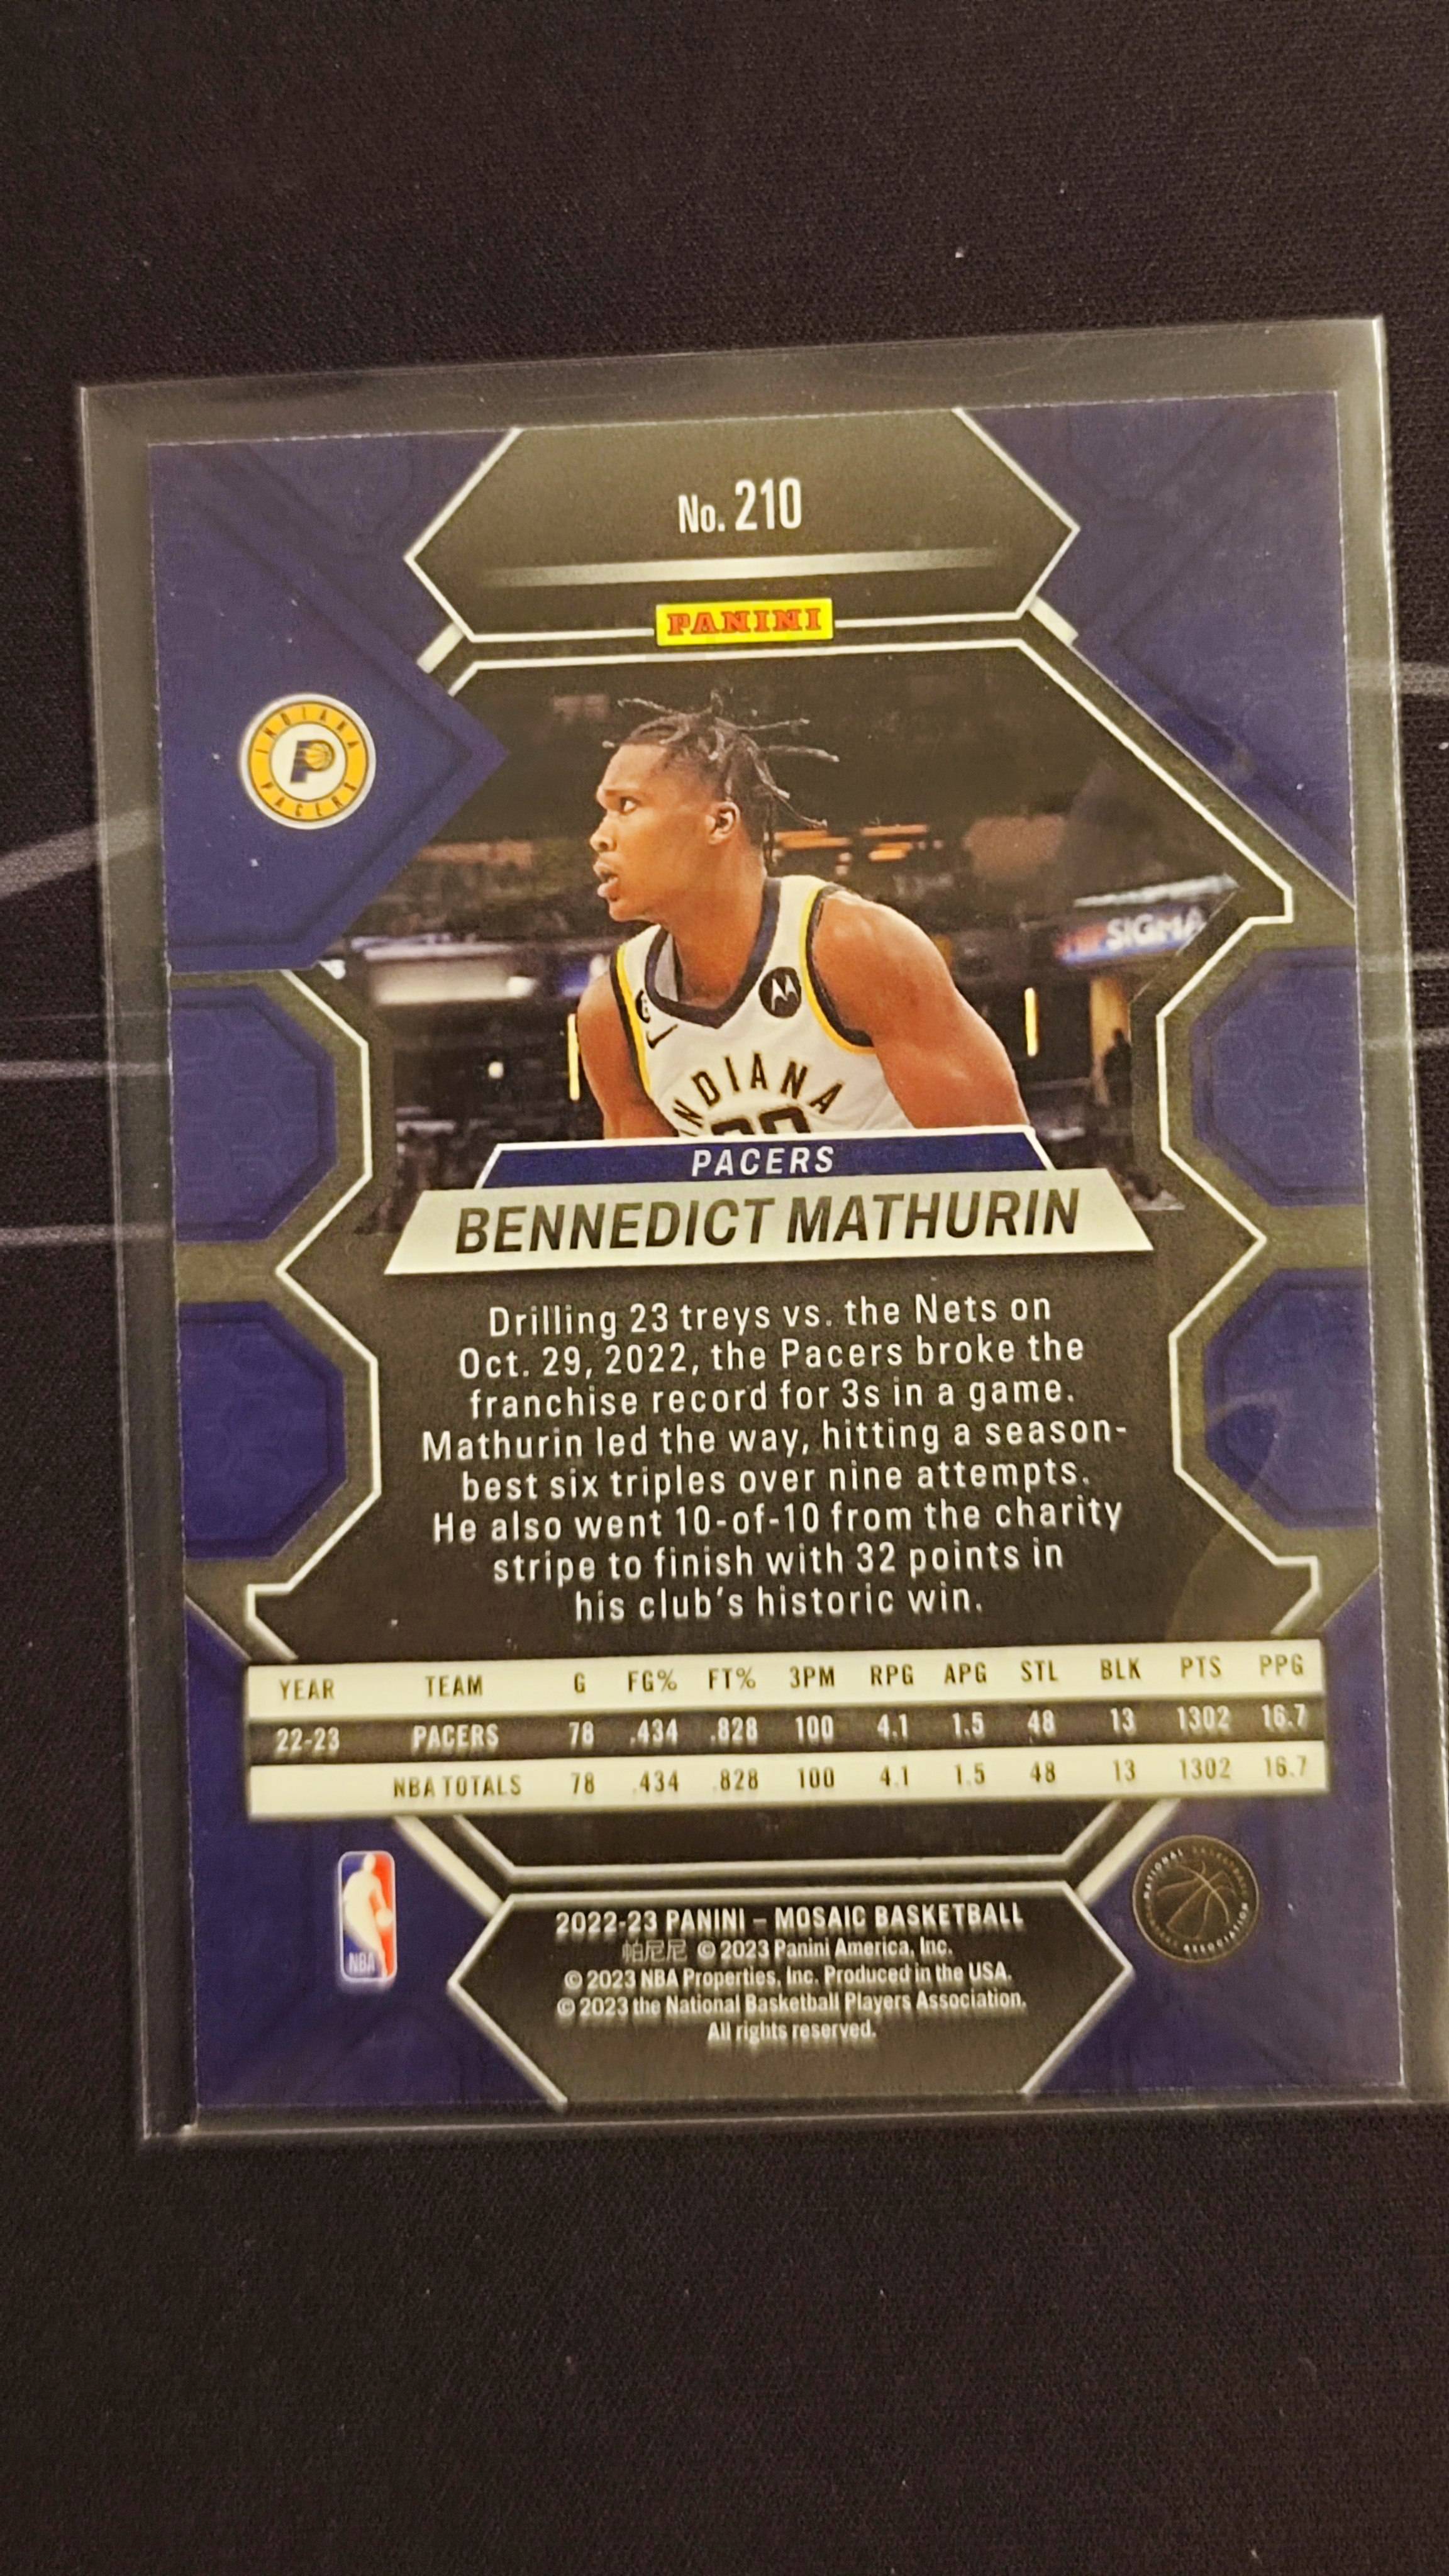 No. 210
PANINI
INDIANA
P
PACERS
SIGMA
INDIANA
PACERS
BENNEDICT MATHURIN
Drilling 23 treys vs. the Nets on
Oct. 29, 2022, the Pacers broke the
franchise record for 3s in a game.
Mathurin led the way, hitting a season-
best six triples over nine attempts.
He also went 10-of-10 from the charity
stripe to finish with 32 points in
his club's historic win.
YEAR TEAM G FG% FT% 3PM RPG APG STL BLK PTS PPG
22-23 PACERS 78 .434 .828 100 4.1 1.5 48 13 1302 16.7
NBA TOTALS 78 .434 .828 100 4.1 1.5 48 13 1302 16.7
NBA
NATIONAL BASKETBALL PLAYERS ASSOCIATION
2022-23 PANINI – MOSAIC BASKETBALL
帕尼尼 © 2023 Panini America, Inc.
© 2023 NBA Properties, Inc. Produced in the USA.
© 2023 the National Basketball Players Association.
All rights reserved.